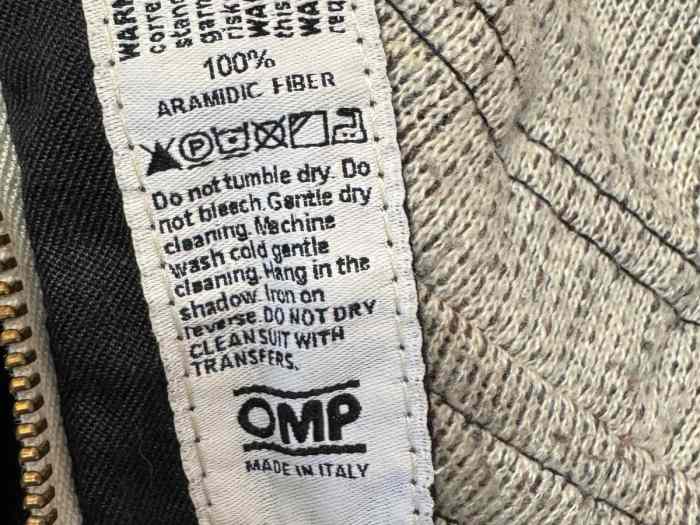 100%
ARAMIDIC FIBER
P
Do not tumble dry. Do
not bleach. Gentle dry
cleaning. Machine
wash cold gentle
cleaning. Hang in the
shadow. Iron on
reverse. DO NOT DRY
CLEAN SUIT WITH
TRANSFERS.
OMP
MADE IN ITALY